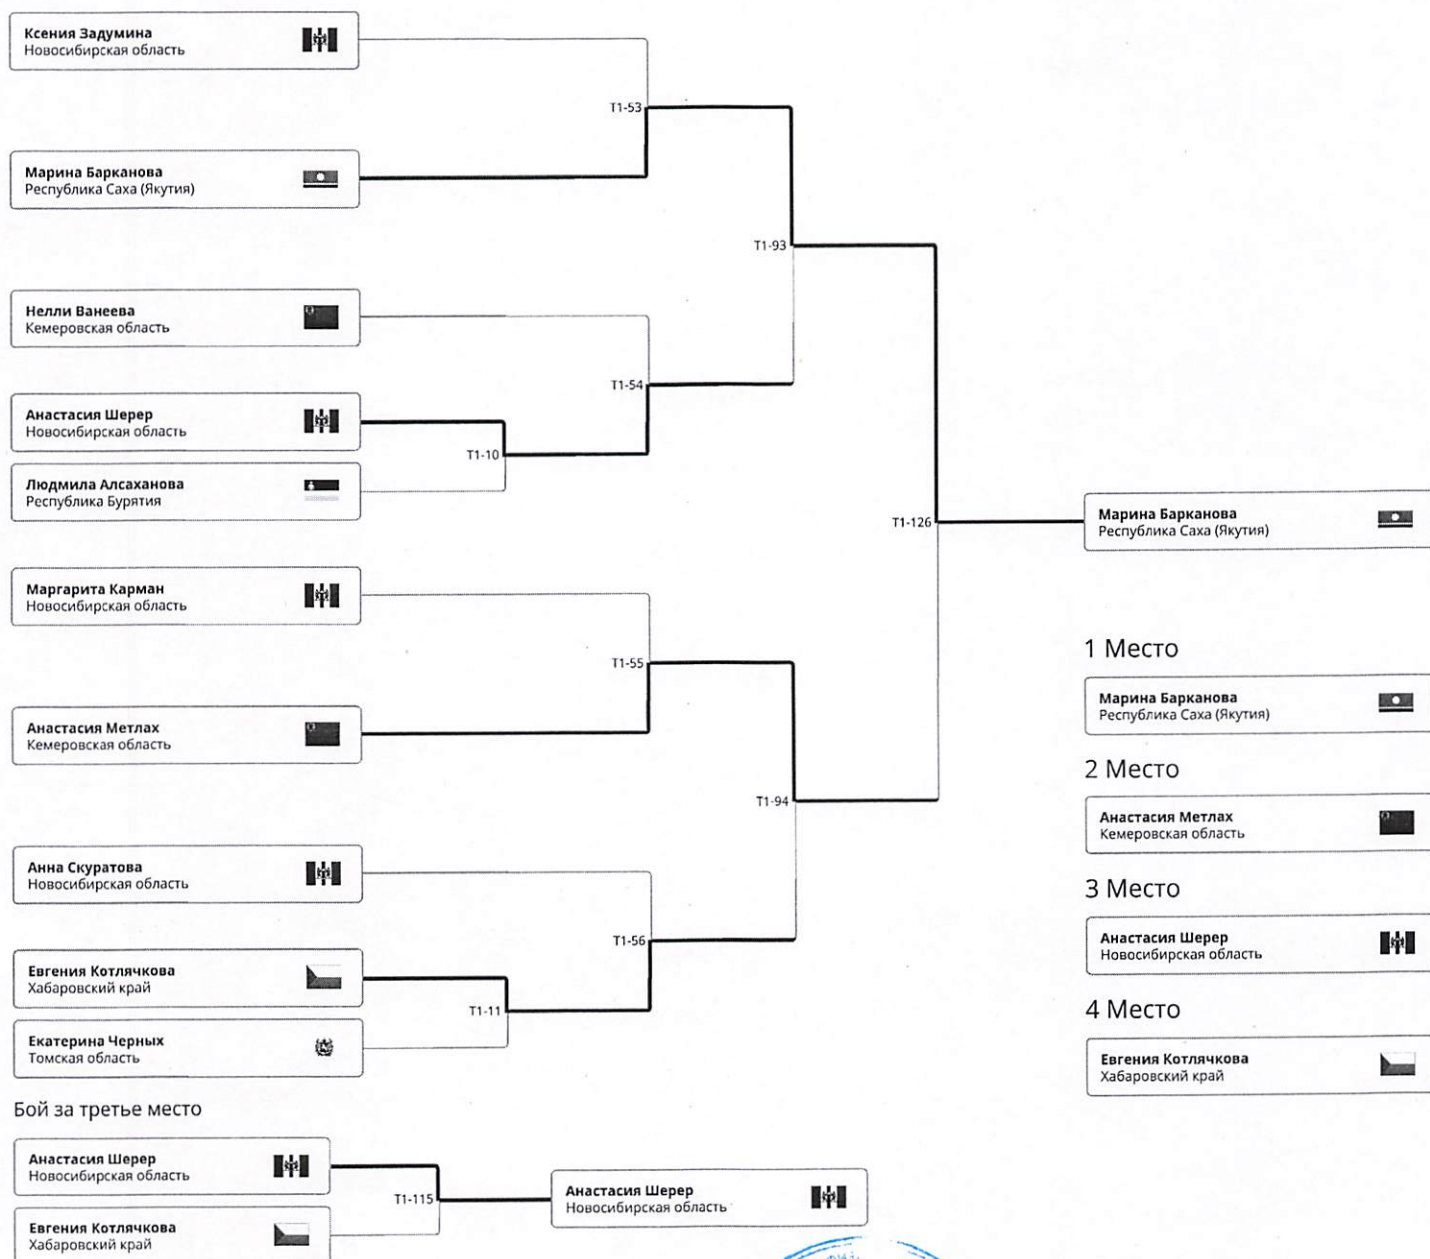 Ксения Задумина
Новосибирская область
T1-53
Марина Барканова
Республика Саха (Якутия)
T1-93
Нелли Ванеева
Кемеровская область
T1-54
Анастасия Шерер
Новосибирская область
T1-10
Людмила Алсаханова
Республика Бурятия
T1-126
Марина Барканова
Республика Саха (Якутия)
Маргарита Карман
Новосибирская область
T1-55
Анастасия Метлах
Кемеровская область
T1-94
Анна Скуратова
Новосибирская область
T1-56
Евгения Котлячкова
Хабаровский край
T1-11
Екатерина Черных
Томская область
1 Место
Марина Барканова
Республика Саха (Якутия)
2 Место
Анастасия Метлах
Кемеровская область
3 Место
Анастасия Шерер
Новосибирская область
4 Место
Евгения Котлячкова
Хабаровский край
Бой за третье место
Анастасия Шерер
Новосибирская область
T1-115
Анастасия Шерер
Новосибирская область
Евгения Котлячкова
Хабаровский край